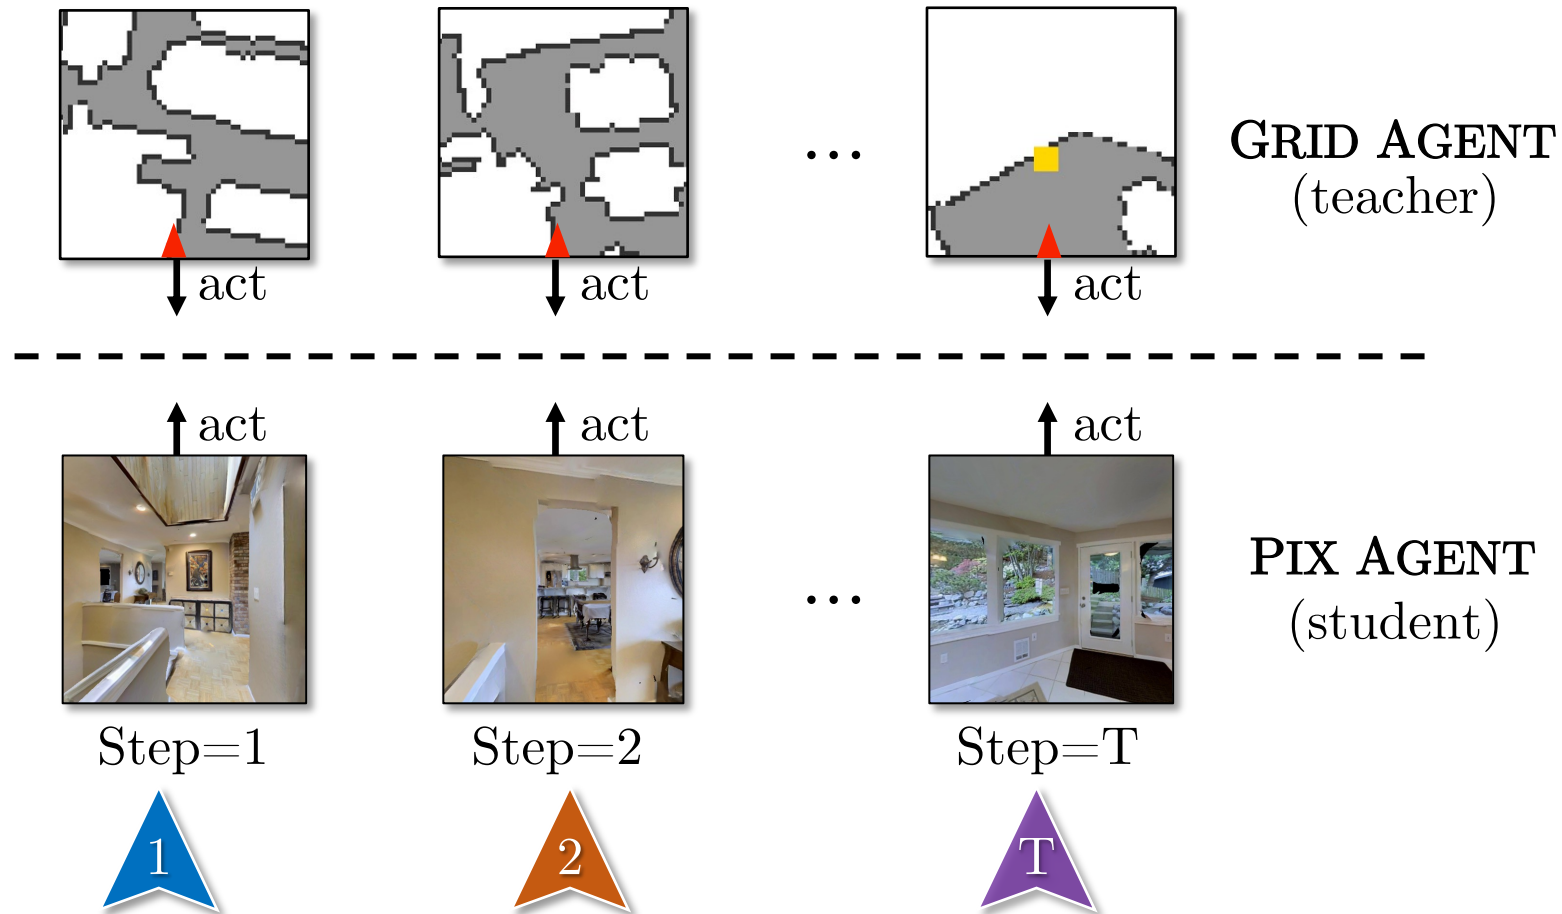 ...
GRID AGENT
(teacher)
act act act
act act act
...
PIX AGENT
(student)
Step=1 Step=2 Step=T
1 2 T